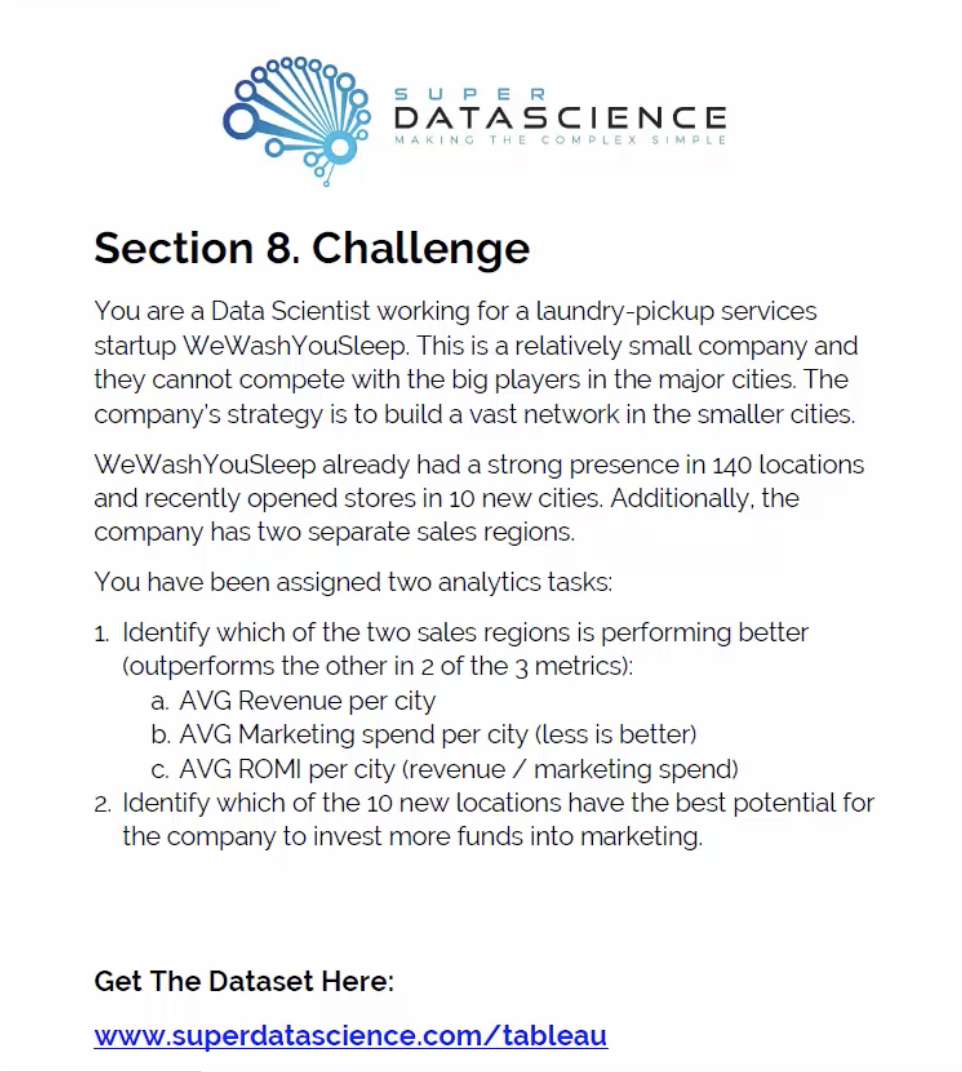 SUPER
DATASCIENCE
MAKING THE COMPLEX SIMPLE
Section 8. Challenge
You are a Data Scientist working for a laundry-pickup services
startup WeWashYouSleep. This is a relatively small company and
they cannot compete with the big players in the major cities. The
company's strategy is to build a vast network in the smaller cities.
WeWashYouSleep already had a strong presence in 140 locations
and recently opened stores in 10 new cities. Additionally, the
company has two separate sales regions.
You have been assigned two analytics tasks:
1. Identify which of the two sales regions is performing better
(outperforms the other in 2 of the 3 metrics):
a. AVG Revenue per city
b. AVG Marketing spend per city (less is better)
c. AVG ROMI per city (revenue / marketing spend)
2. Identify which of the 10 new locations have the best potential for
the company to invest more funds into marketing.
Get The Dataset Here:
www.superdatascience.com/tableau